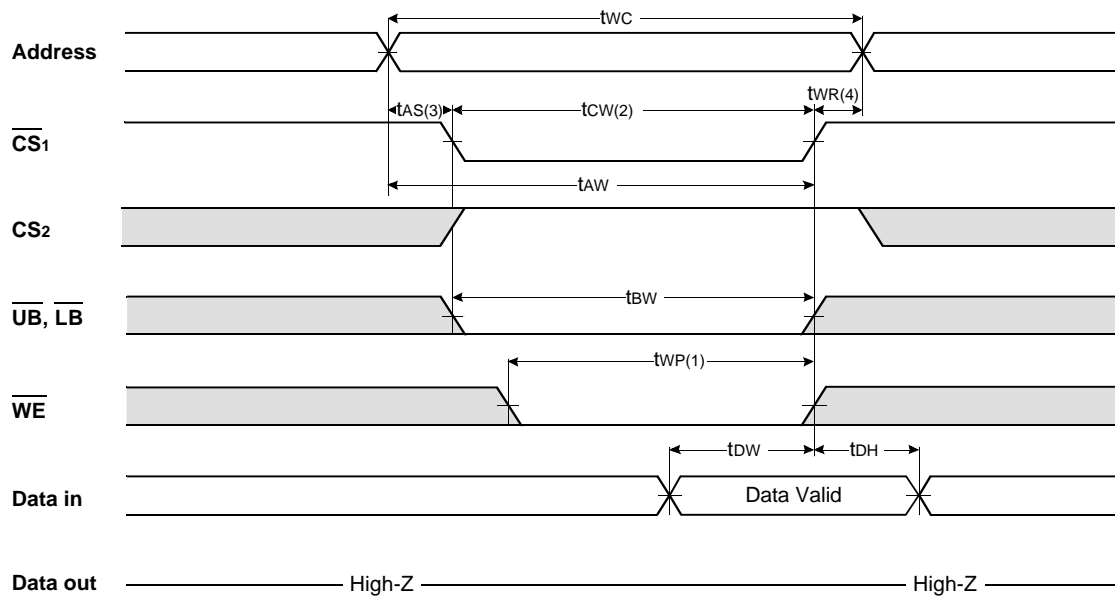 tWC
Address
tAS(3) tCW(2) tWR(4)
CS1
tAW
CS2
tBW
UB, LB
tWP(1)
WE
tDW tDH
Data in Data Valid
Data out High-Z High-Z